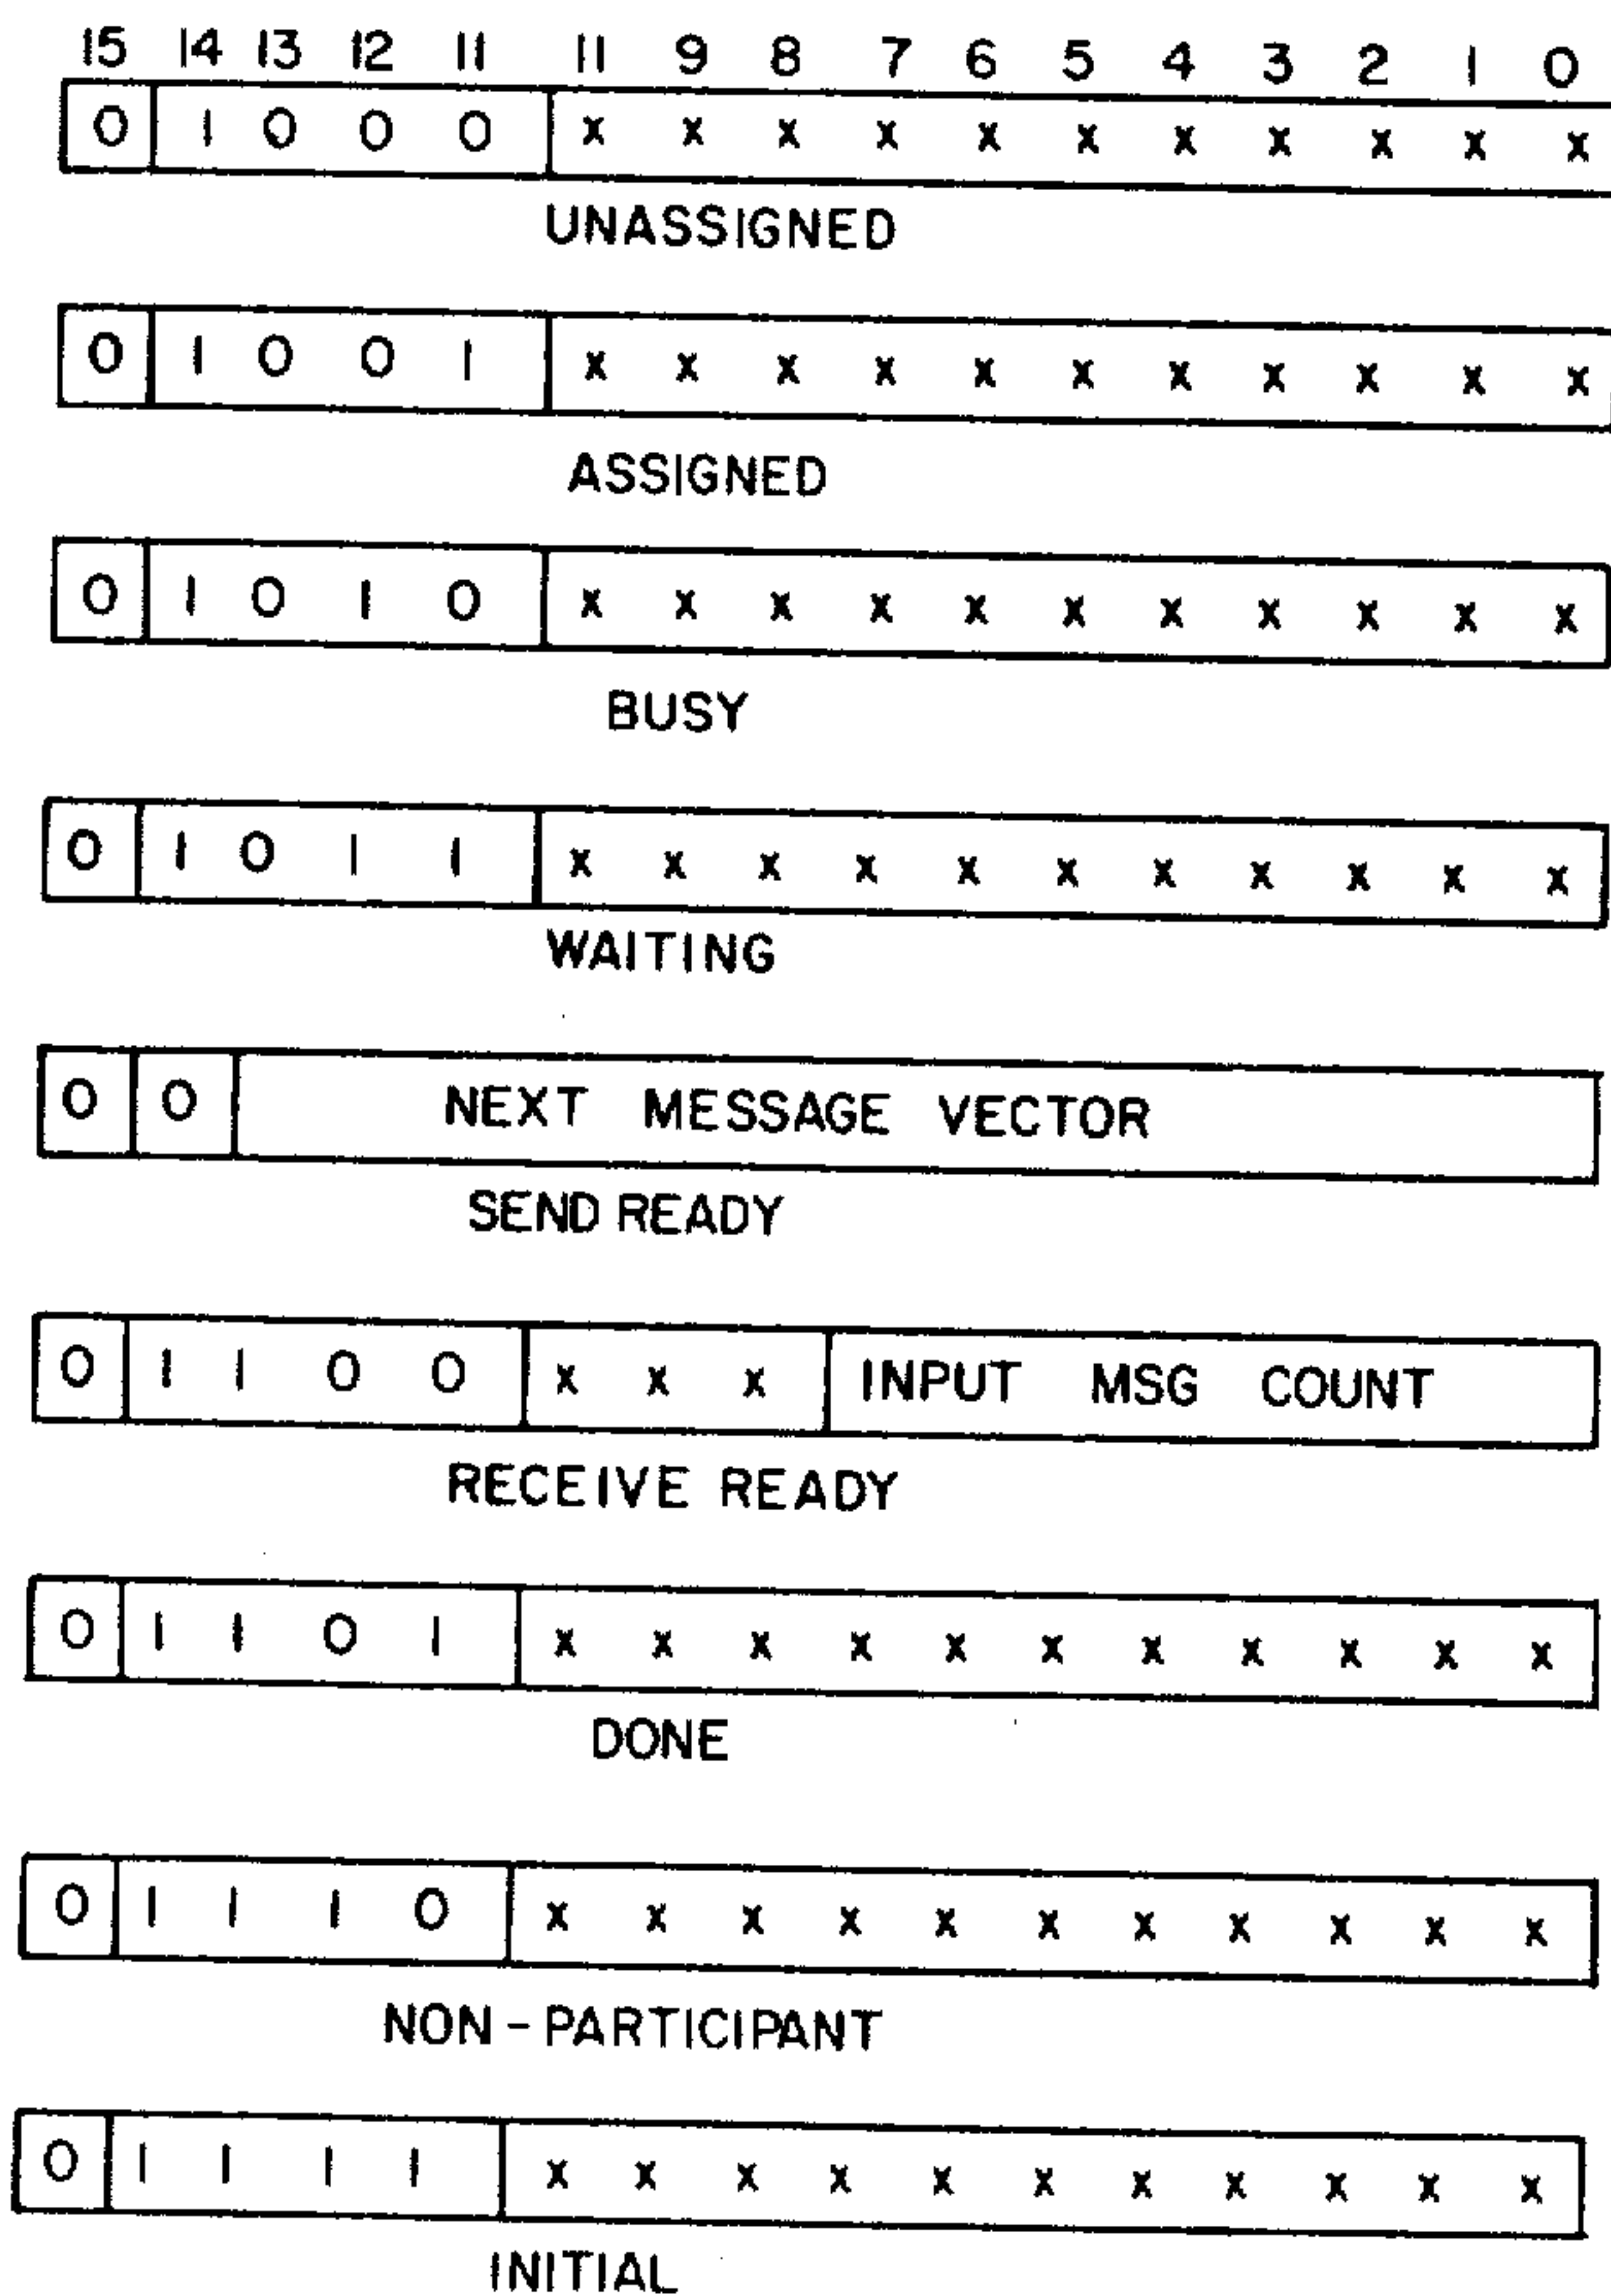 15 14 13 12 11 11 9 8 7 6 5 4 3 2 1 0
0 1 0 0 0 x x x x x x x x x x x
UNASSIGNED
0 1 0 0 1 x x x x x x x x x x x
ASSIGNED
0 1 0 1 0 x x x x x x x x x x x
BUSY
0 1 0 1 1 x x x x x x x x x x x
WAITING
0 0 NEXT MESSAGE VECTOR
SEND READY
0 1 1 0 0 x x x INPUT MSG COUNT
RECEIVE READY
0 1 1 0 1 x x x x x x x x x x x
DONE
0 1 1 1 0 x x x x x x x x x x x
NON-PARTICIPANT
0 1 1 1 1 x x x x x x x x x x x
INITIAL